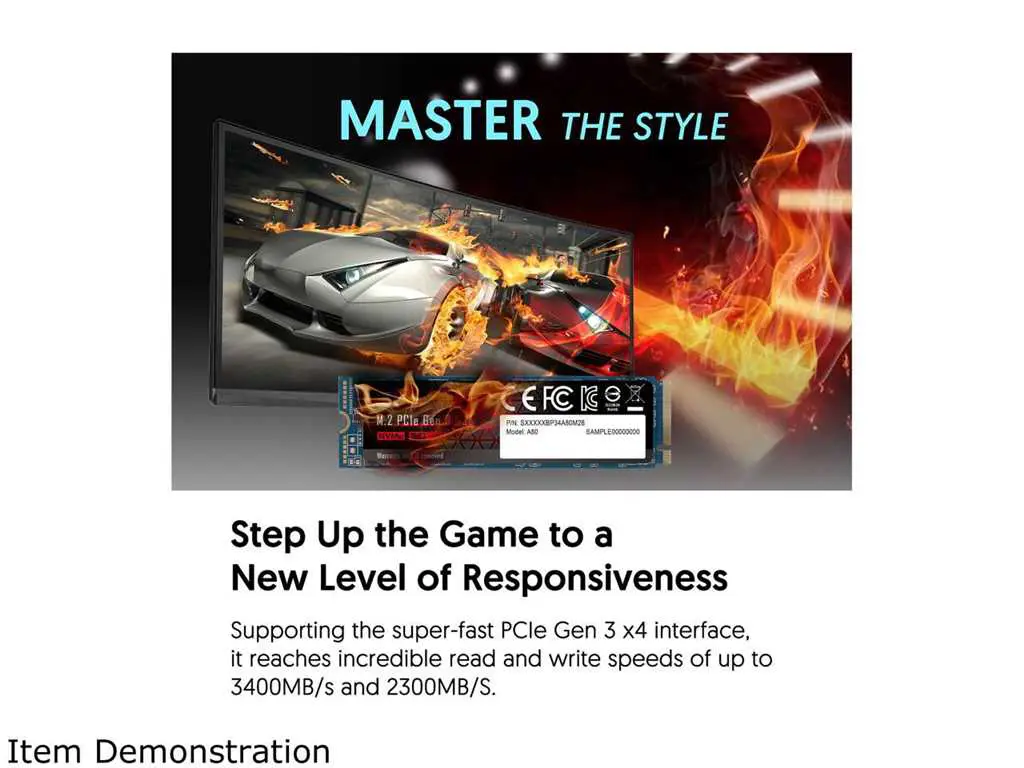 MASTER THE STYLE
M.2 PCIe Gen
NVMe
P/N: SXXXXXBP34A80M28
Model: A80 SAMPLE00000000
Step Up the Game to a
New Level of Responsiveness
Supporting the super-fast PCIe Gen 3 x4 interface,
it reaches incredible read and write speeds of up to
3400MB/s and 2300MB/S.
Item Demonstration